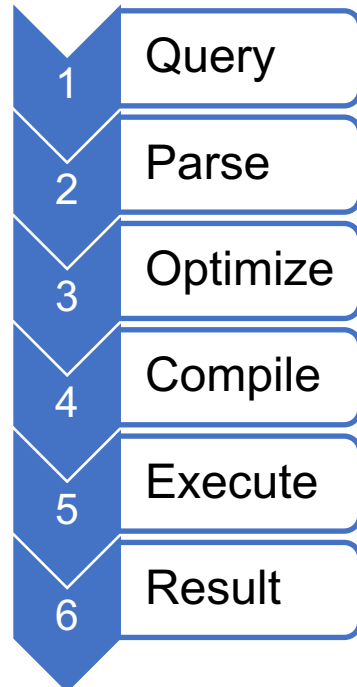 1 Query
2 Parse
3 Optimize
4 Compile
5 Execute
6 Result